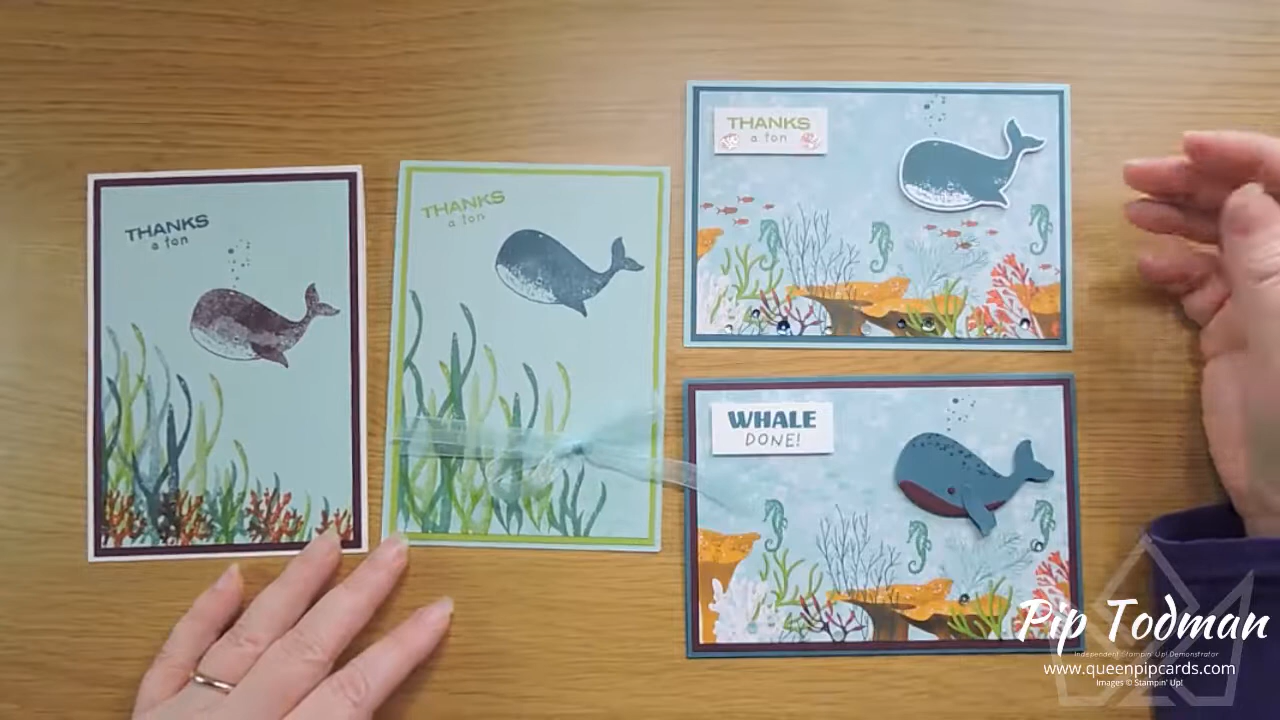 THANKS
a ton
THANKS
a ton
THANKS
a ton
WHALE
DONE!
Pip Todman
Independent Stampin' Up! Demonstrator
www.queenpipcards.com
Images © Stampin' Up!